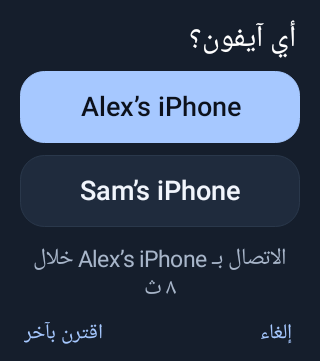 أي آيفون؟
Alex’s iPhone
Sam’s iPhone
الاتصال بـ Alex’s iPhone خلال
٨ ث
إلغاء
اقترن بآخر